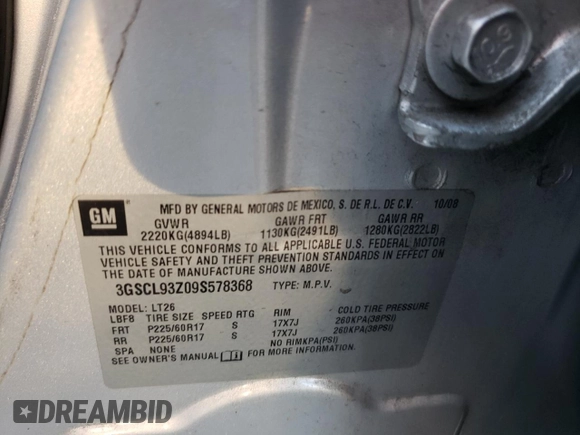 GM
MFD BY GENERAL MOTORS DE MEXICO, S. DE R.L. DE C.V. 10/08
GVWR GAWR FRT GAWR RR
2220KG(4894LB) 1130KG(2491LB) 1280KG(2822LB)
THIS VEHICLE CONFORMS TO ALL APPLICABLE U.S. FEDERAL MOTOR
VEHICLE SAFETY AND THEFT PREVENTION STANDARDS IN EFFECT ON
THE DATE OF MANUFACTURE SHOWN ABOVE.
3GSCL93Z09S578368 TYPE: M.P.V.
MODEL: LT26
LBF8 TIRE SIZE SPEED RTG RIM COLD TIRE PRESSURE
FRT P225/60R17 S 17X7J 260KPA(38PSI)
RR P225/60R17 S 17X7J 260KPA(38PSI)
SPA NONE NO RIMKPA(PSI)
SEE OWNER'S MANUAL FOR MORE INFORMATION.
DREAMBID